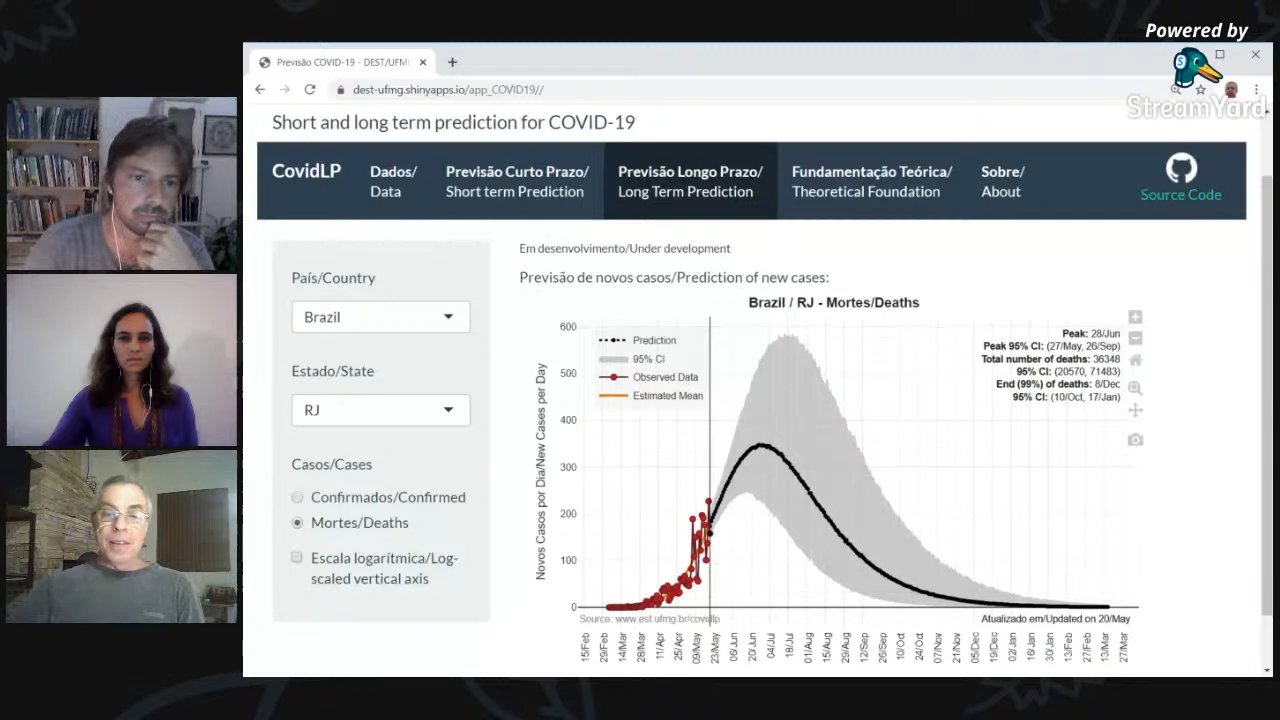 Powered by
StreamYard
Previsão COVID-19 - DEST/UFM
dest-ufmg.shinyapps.io/app_COVID19//
Short and long term prediction for COVID-19
CovidLP
Dados/
Data
Previsão Curto Prazo/
Short term Prediction
Previsão Longo Prazo/
Long Term Prediction
Fundamentação Teórica/
Theoretical Foundation
Sobre/
About
Source Code
País/Country
Brazil
Estado/State
RJ
Casos/Cases
Confirmados/Confirmed
Mortes/Deaths
Escala logarítmica/Log-
scaled vertical axis
Em desenvolvimento/Under development
Previsão de novos casos/Prediction of new cases:
Brazil / RJ - Mortes/Deaths
Prediction
95% CI
Observed Data
Estimated Mean
Peak: 28/Jun
Peak 95% CI: (27/May, 26/Sep)
Total number of deaths: 36348
95% CI: (20570, 71483)
End (99%) of deaths: 8/Dec
95% CI: (10/Oct, 17/Jan)
Novos Casos por Dia/New Cases per Day
600
500
400
300
200
100
0
Source: www.est.ufmg.br/covidlp
Atualizado em/Updated on 20/May
15/Feb
29/Feb
14/Mar
28/Mar
11/Apr
25/Apr
09/May
23/May
06/Jun
20/Jun
04/Jul
18/Jul
01/Aug
15/Aug
29/Aug
12/Sep
26/Sep
10/Oct
24/Oct
07/Nov
21/Nov
05/Dec
19/Dec
02/Jan
16/Jan
30/Jan
13/Feb
27/Feb
13/Mar
27/Mar